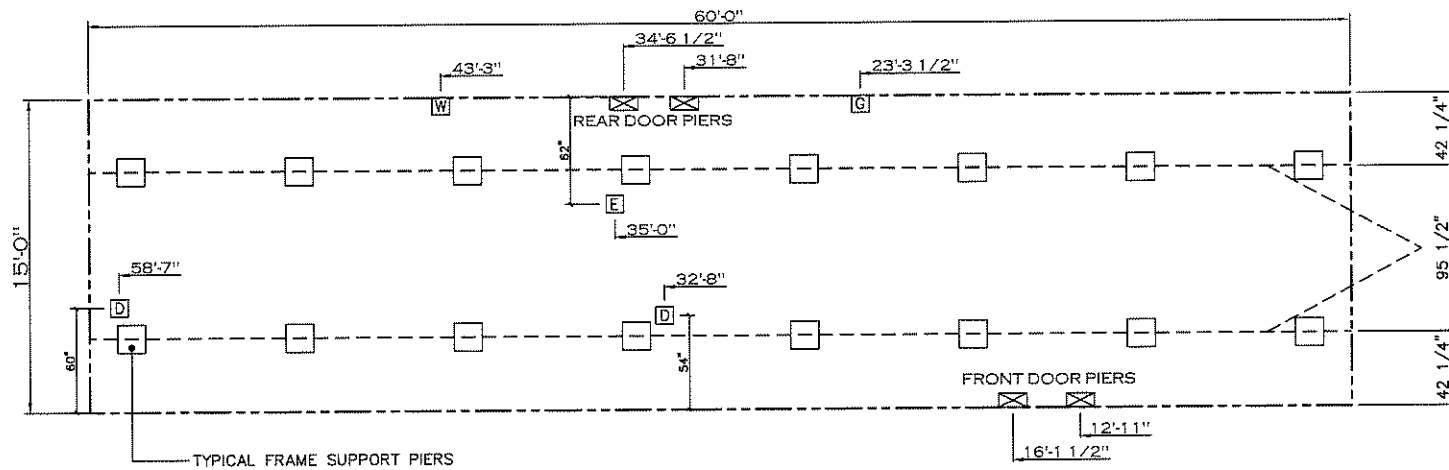 60'-0"
34'-6 1/2"
43'-3"
31'-8"
23'-3 1/2"
W
G
REAR DOOR PIERS
42 1/4"
62"
E
35'-0"
15'-0"
95 1/2"
58'-7"
32'-8"
D
D
60"
54"
FRONT DOOR PIERS
42 1/4"
12'-11"
16'-1 1/2"
TYPICAL FRAME SUPPORT PIERS